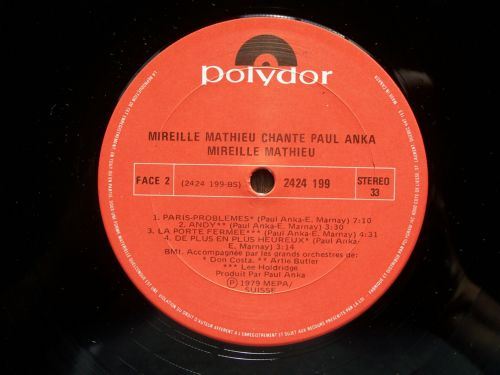 polydor
MIREILLE MATHIEU CHANTE PAUL ANKA
MIREILLE MATHIEU
FACE 2 (2424 199-BS) 2424 199 STEREO
33
1. PARIS-PROBLEMES* (Paul Anka-E. Marnay) 7:10
2. ANDY** (Paul Anka-E. Marnay) 3:30
3. LA PORTE FERMEE*** (Paul Anka-E. Marnay) 4:31
4. DE PLUS EN PLUS HEUREUX* (Paul Anka/
E. Marnay) 3:14
BMI. Accompagnée par les grands orchestres de:
* Don Costa. ** Artie Butler
*** Lee Holdridge
Produit Par Paul Anka
Ⓟ 1979 MEPA/
SUISSE